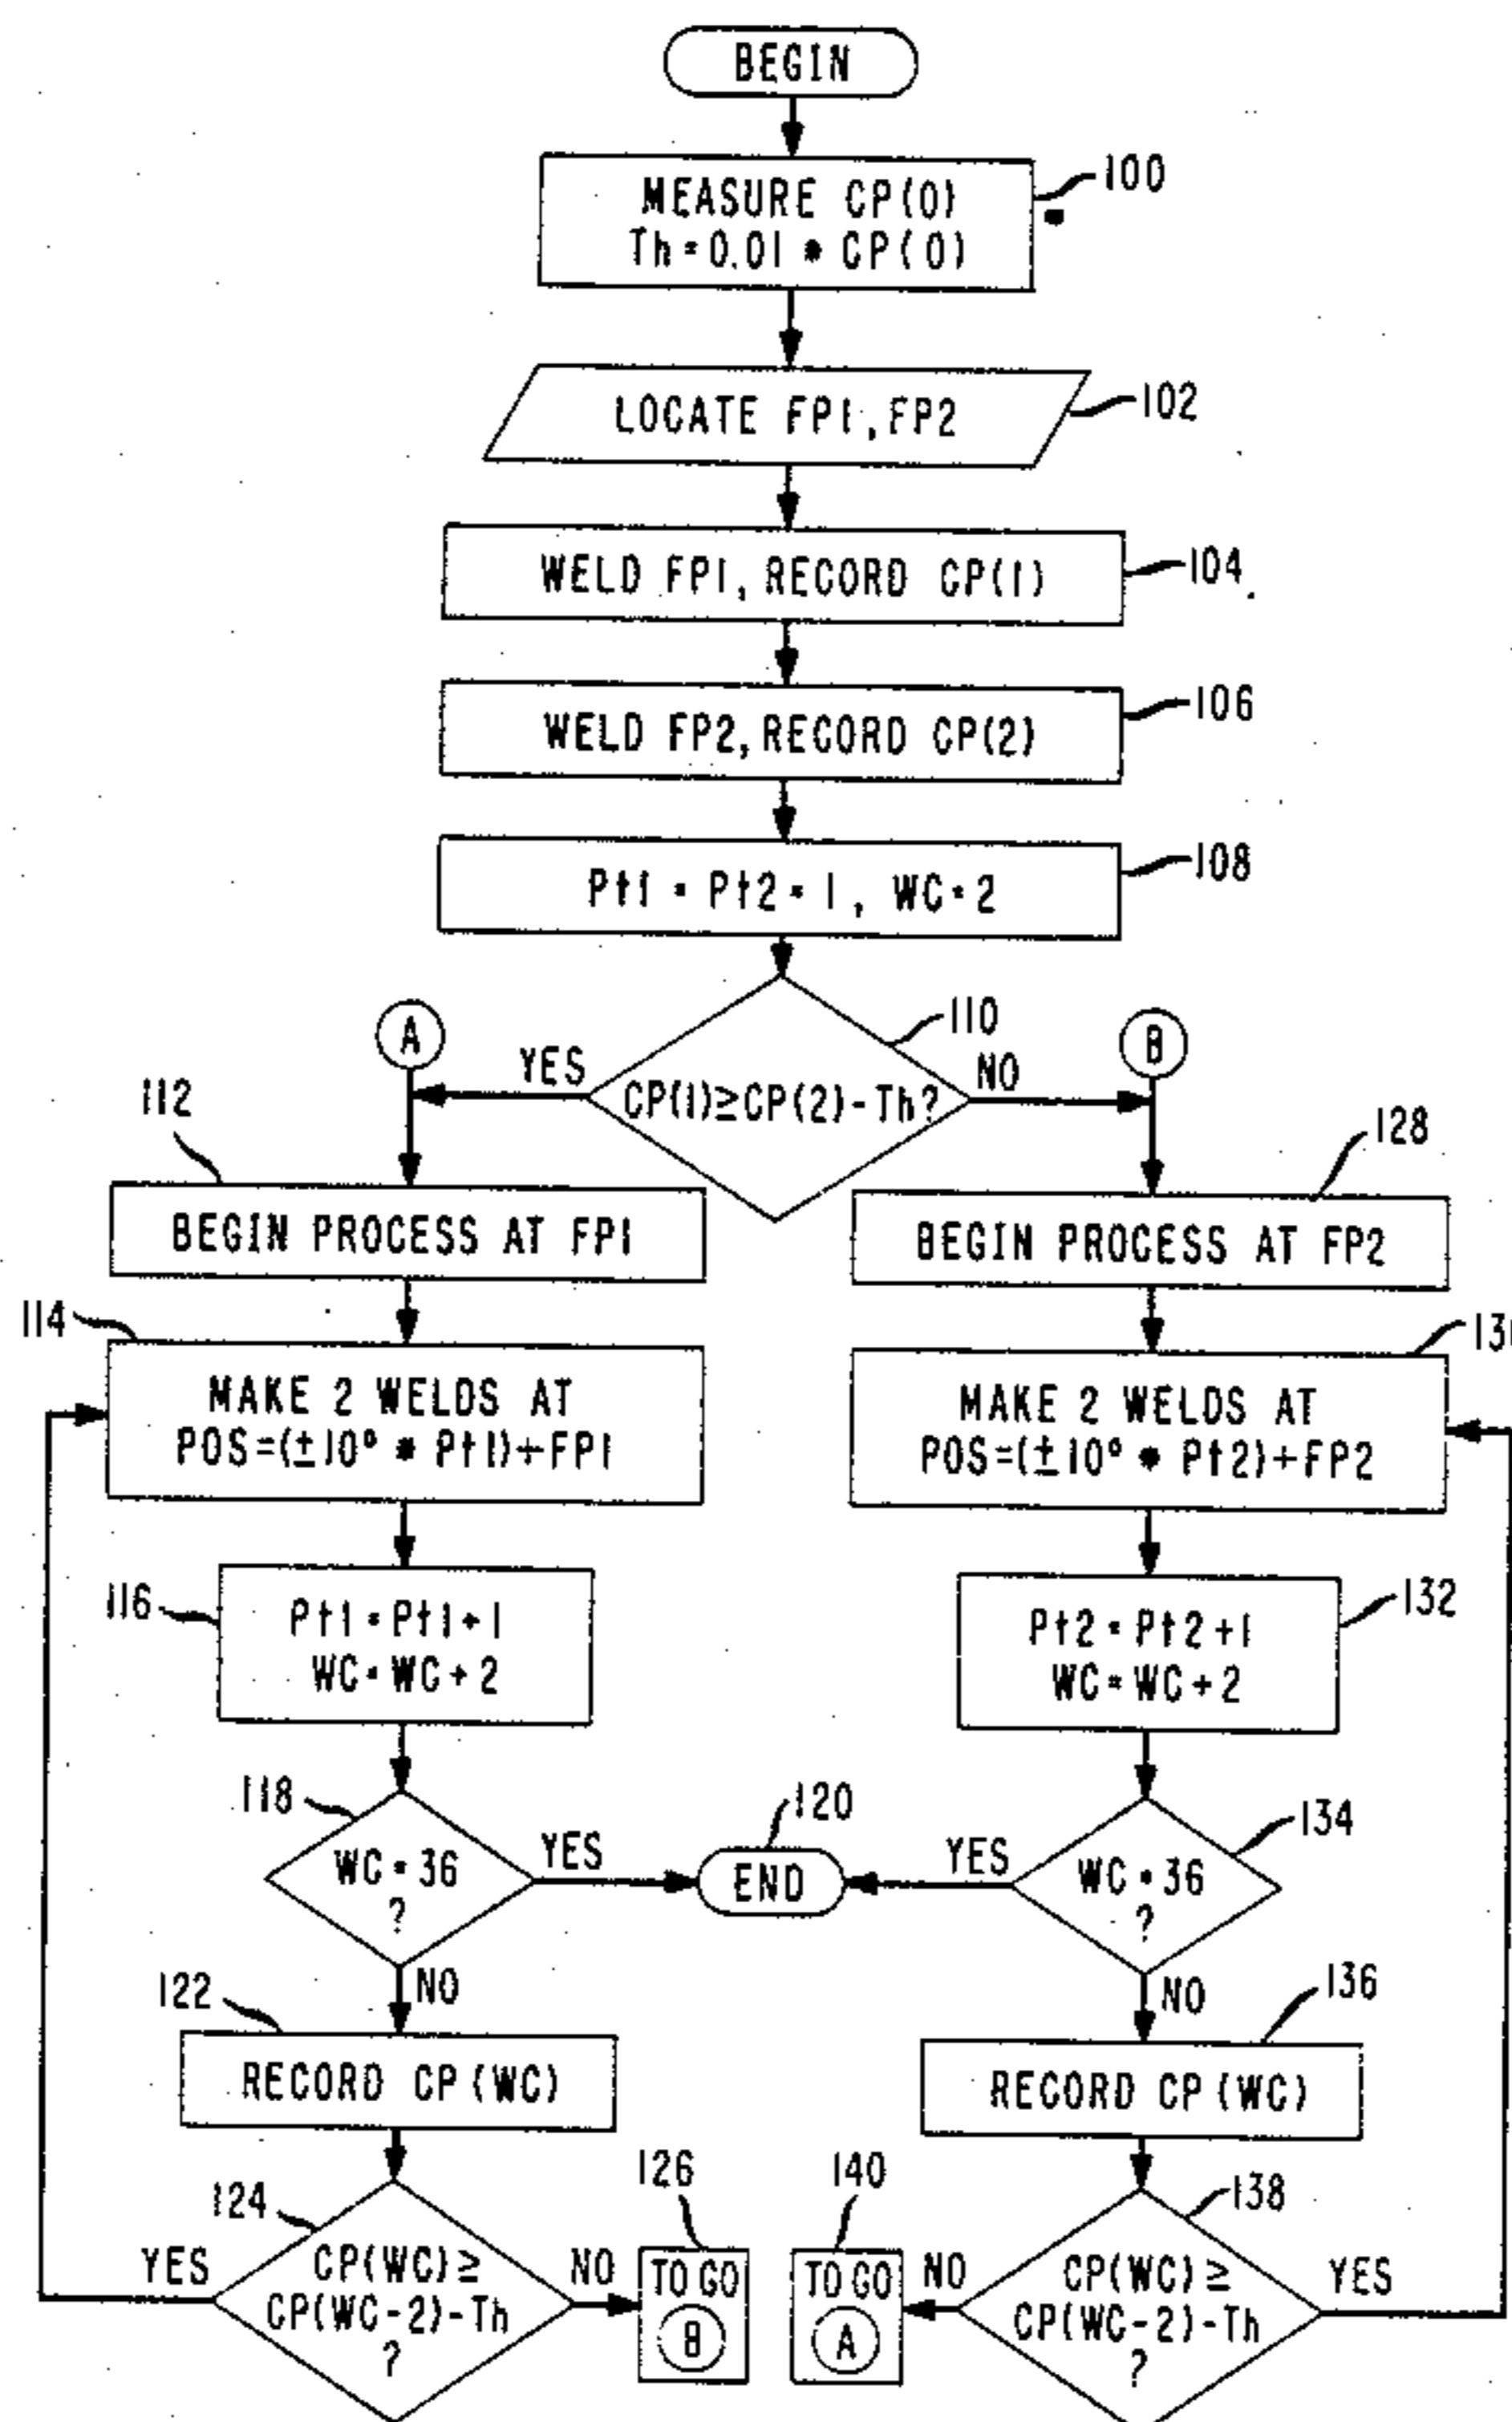 BEGIN
MEASURE CP(0)
Th=0.01 * CP(0)
100
LOCATE FP1, FP2
102
WELD FP1, RECORD CP(1)
104
WELD FP2, RECORD CP(2)
106
Pt1 = Pt2 = 1, WC=2
108
A
B
YES
CP(1)≥CP(2)-Th?
NO
110
112
128
BEGIN PROCESS AT FP1
BEGIN PROCESS AT FP2
114
MAKE 2 WELDS AT
POS=(±10° * Pt1)+FP1
MAKE 2 WELDS AT
POS=(±10° * Pt2)+FP2
116
Pt1=Pt1+1
WC=WC+2
Pt2=Pt2+1
WC=WC+2
132
118
WC=36
?
YES
120
END
YES
WC=36
?
134
NO
NO
122
RECORD CP(WC)
136
RECORD CP(WC)
124
YES
CP(WC)≥
CP(WC-2)-Th
?
NO
126
TO GO
B
140
TO GO
A
NO
138
CP(WC)≥
CP(WC-2)-Th
?
YES